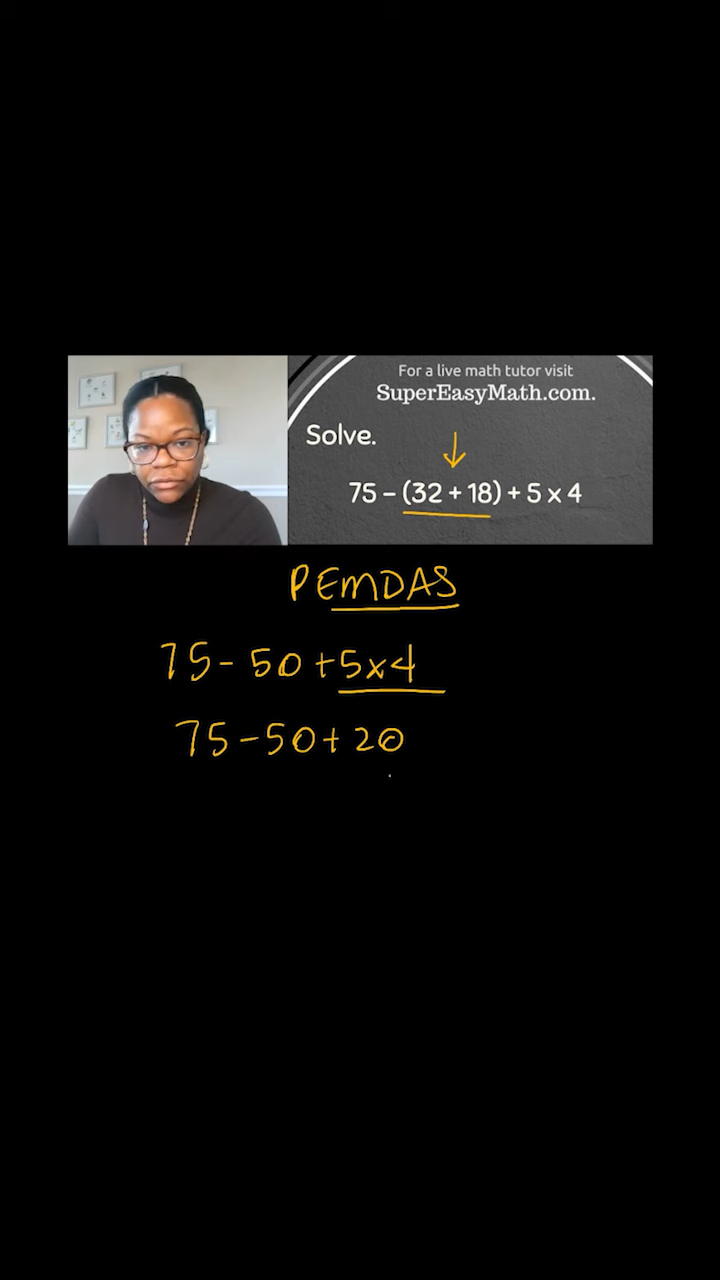 For a live math tutor visit
SuperEasyMath.com.
Solve.
75 – (32 + 18) + 5 x 4
PEMDAS
75 - 50 + 5x4
75 - 50 + 20